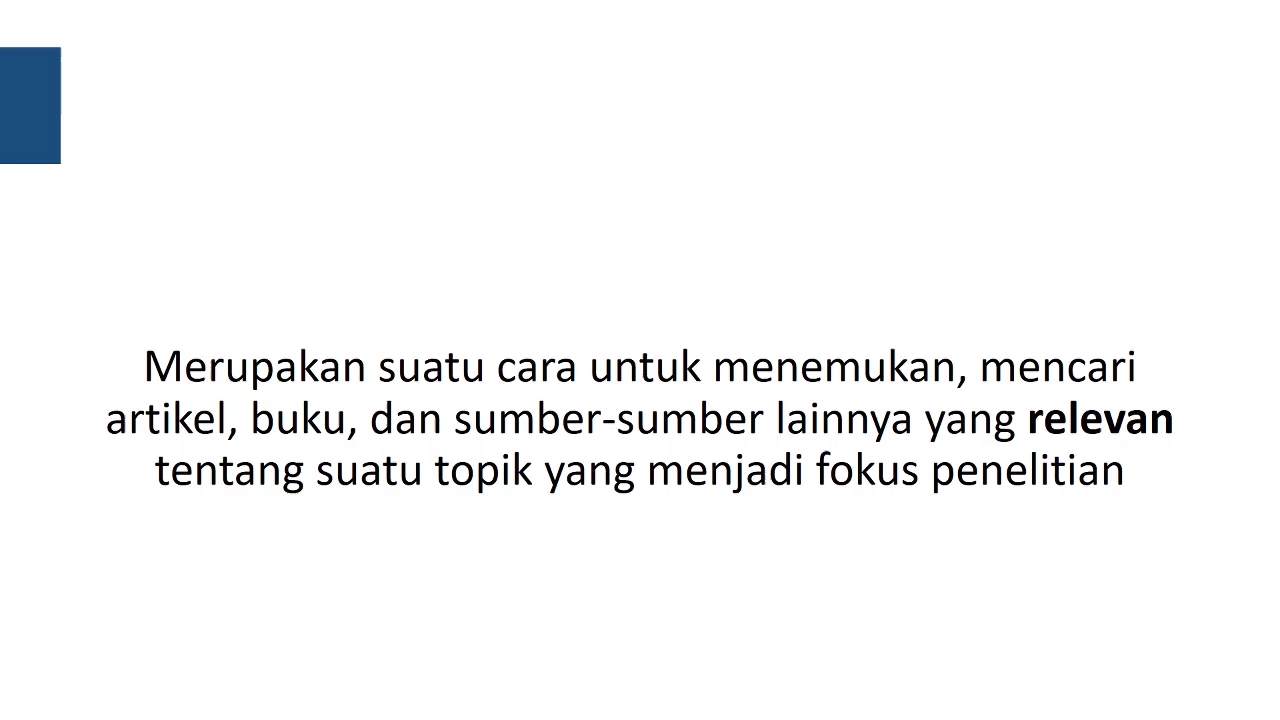 Merupakan suatu cara untuk menemukan, mencari
artikel, buku, dan sumber-sumber lainnya yang relevan
tentang suatu topik yang menjadi fokus penelitian